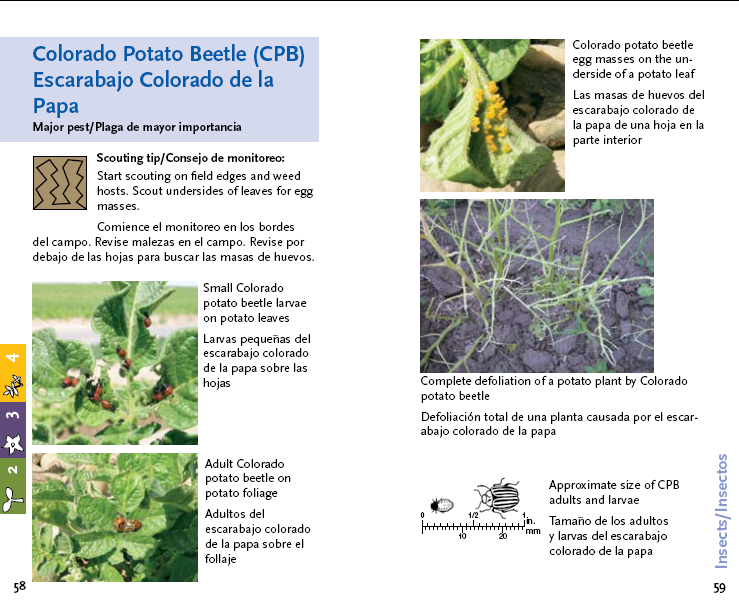 Colorado Potato Beetle (CPB)
Escarabajo Colorado de la
Papa
Major pest/Plaga de mayor importancia
Scouting tip/Consejo de monitoreo:
Start scouting on field edges and weed
hosts. Scout undersides of leaves for egg
masses.
Comience el monitoreo en los bordes
del campo. Revise malezas en el campo. Revise por
debajo de las hojas para buscar las masas de huevos.
Small Colorado
potato beetle larvae
on potato leaves
Larvas pequeñas del
escarabajo colorado
de la papa sobre las
hojas
4
3
2
Adult Colorado
potato beetle on
potato foliage
Adultos del
escarabajo colorado
de la papa sobre el
follaje
58
Colorado potato beetle
egg masses on the un-
derside of a potato leaf
Las masas de huevos del
escarabajo colorado de
la papa de una hoja en la
parte interior
Complete defoliation of a potato plant by Colorado
potato beetle
Defoliación total de una planta causada por el escar-
abajo colorado de la papa
0 1/2 1 in.
10 20 mm
Approximate size of CPB
adults and larvae
Tamaño de los adultos
y larvas del escarabajo
colorado de la papa
Insects/Insectos
59